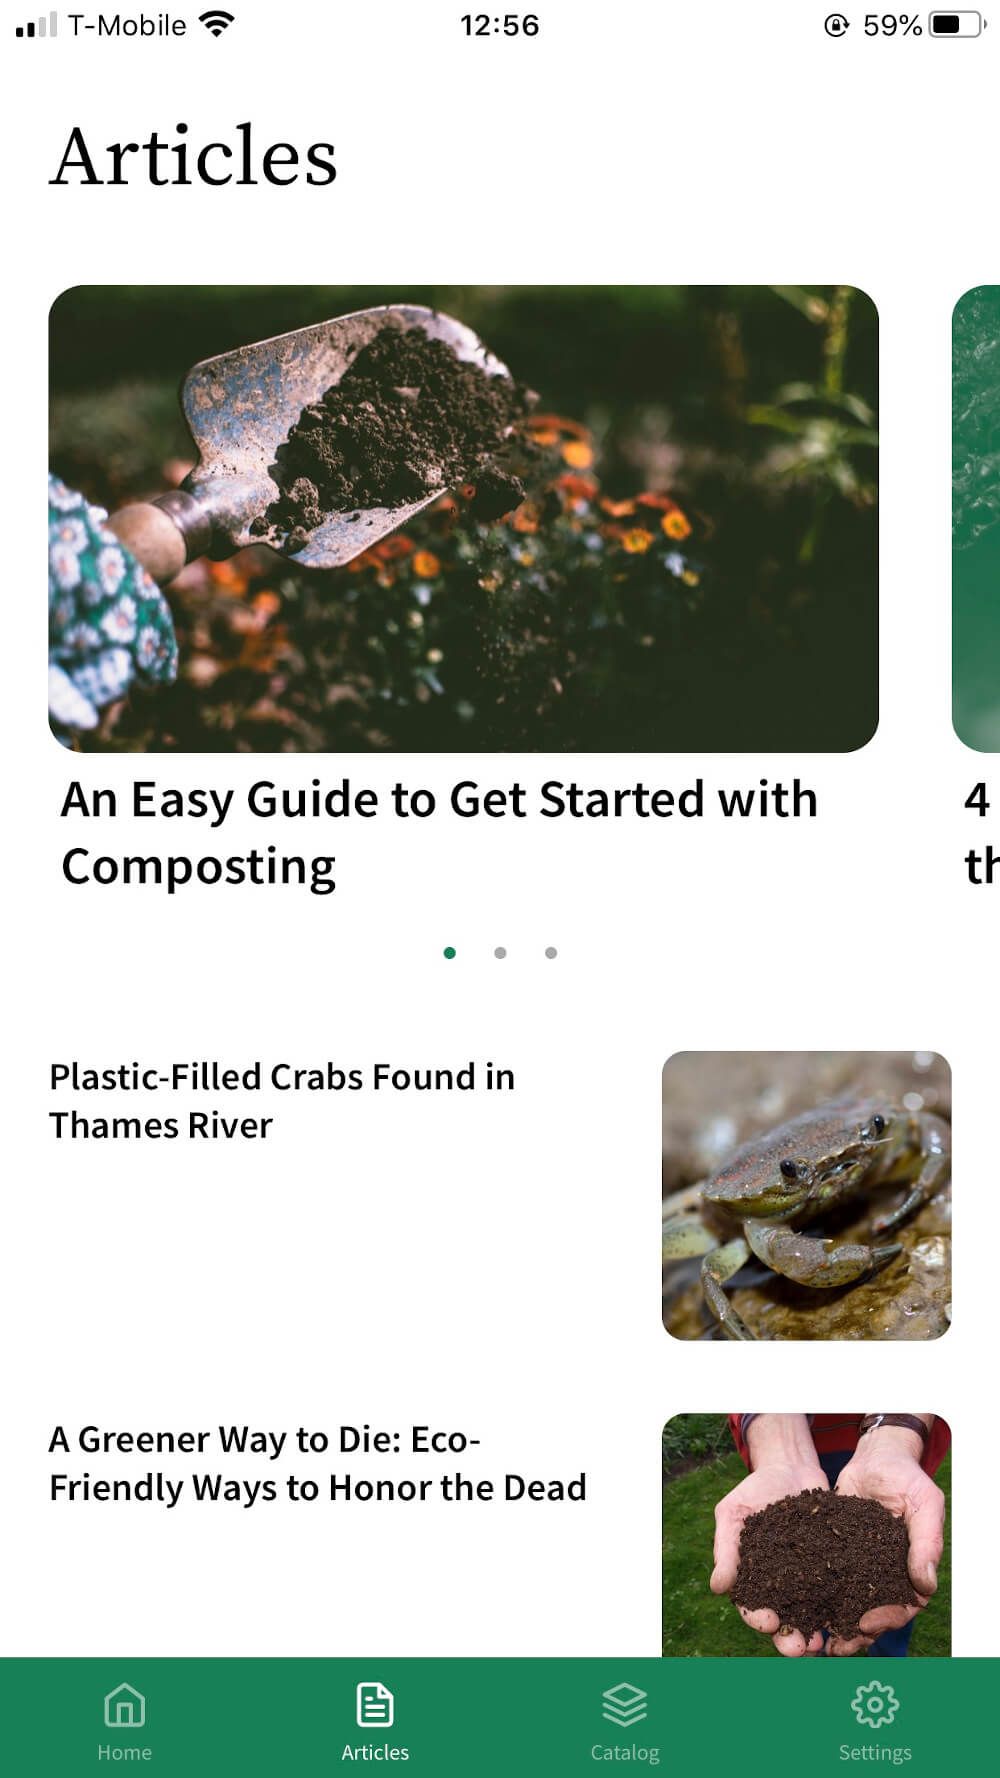 T-Mobile 12:56 59%
Articles
An Easy Guide to Get Started with
Composting
4
th
Plastic-Filled Crabs Found in
Thames River
A Greener Way to Die: Eco-
Friendly Ways to Honor the Dead
Home Articles Catalog Settings